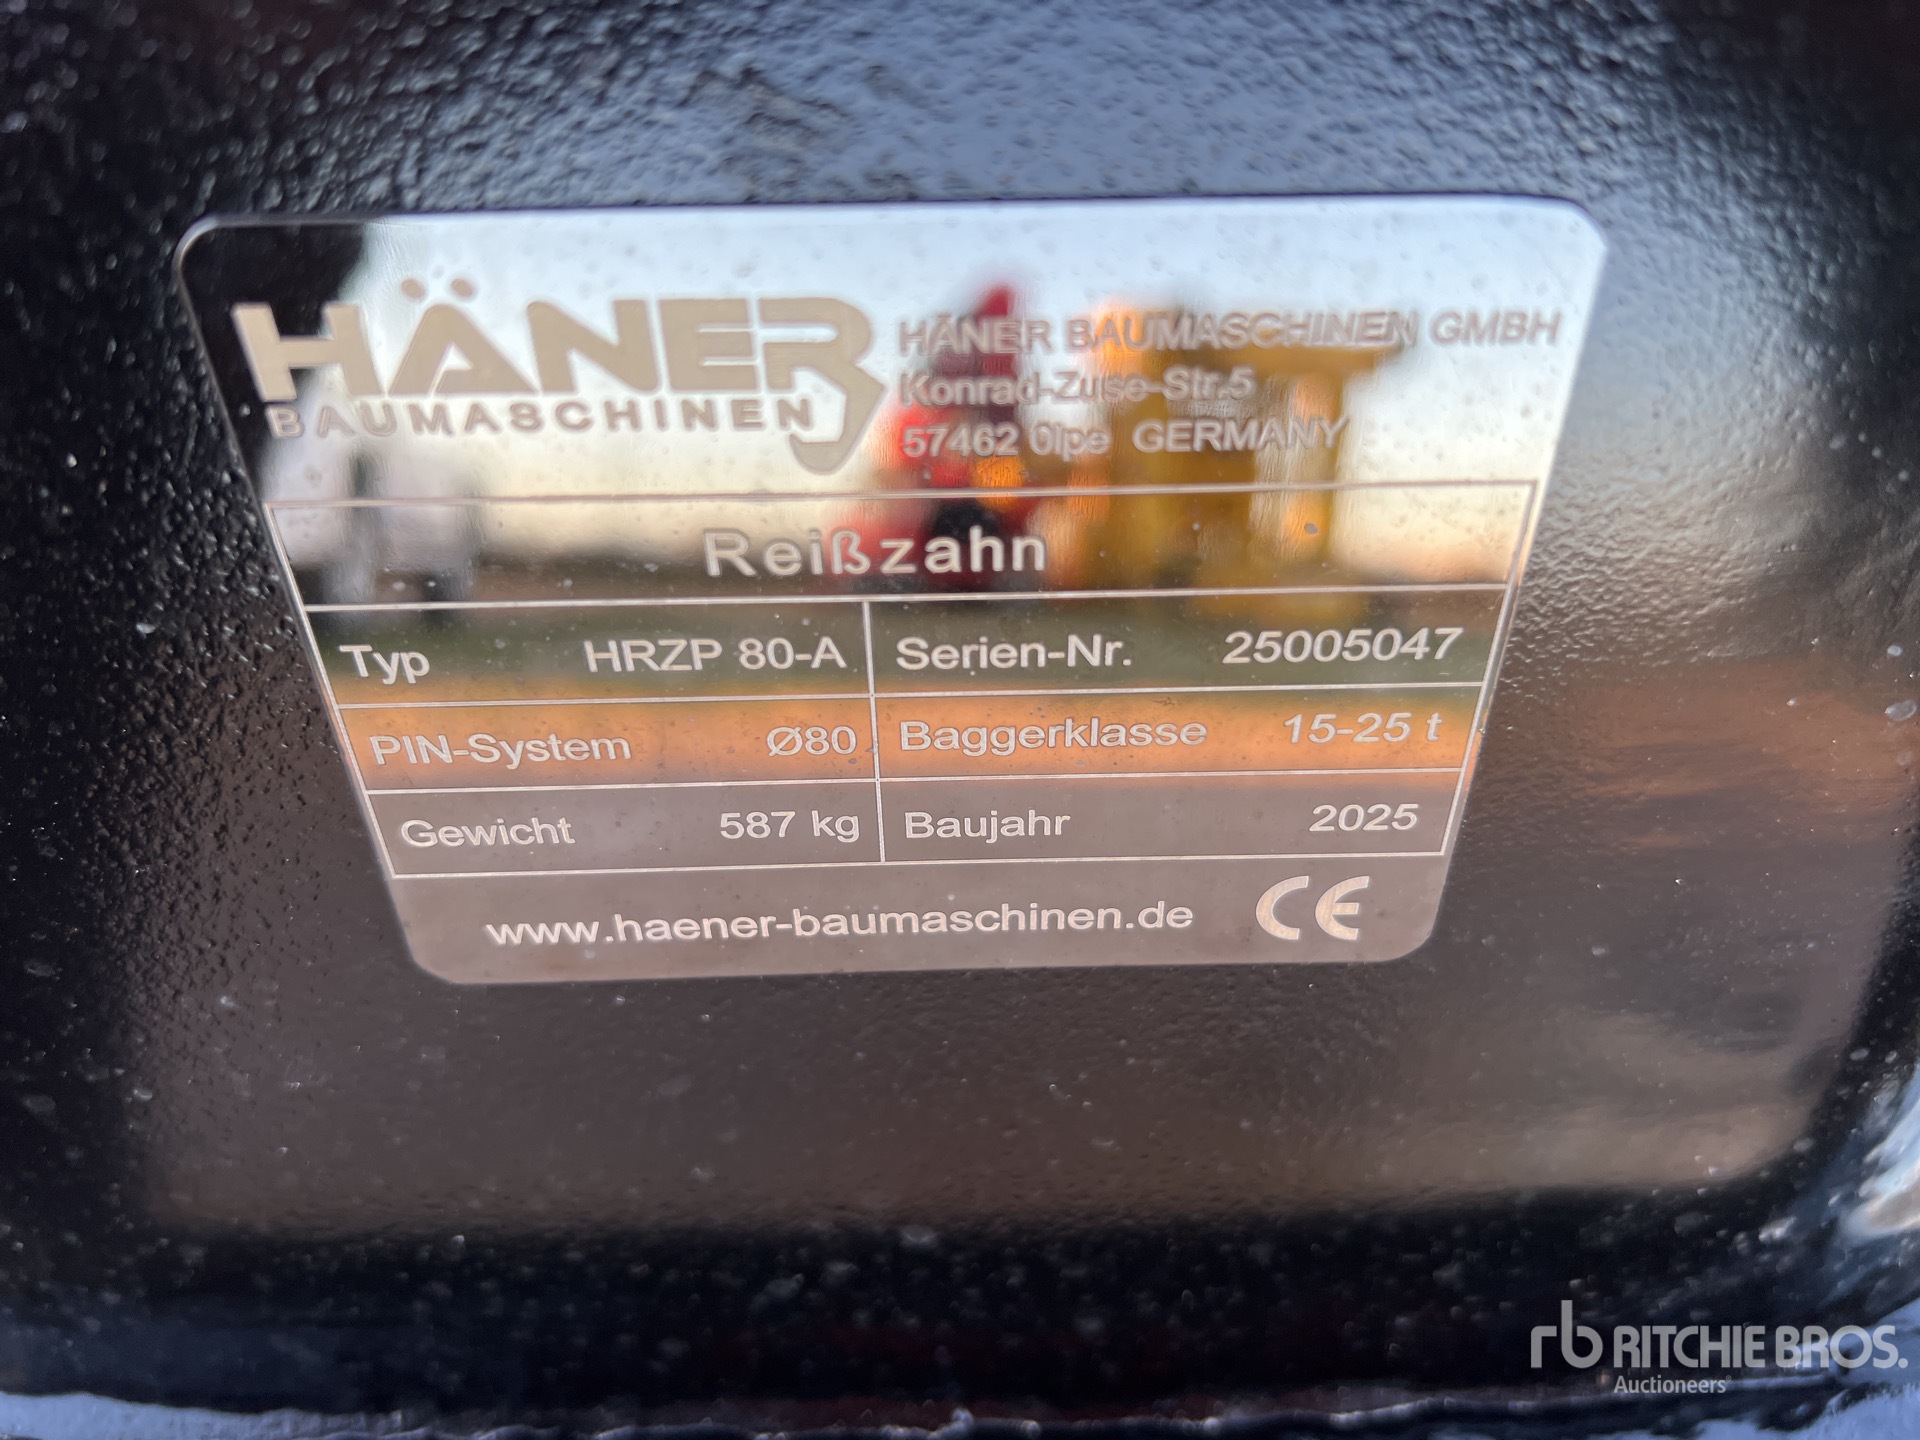 HÄNER
BAUMASCHINEN
HÄNER BAUMASCHINEN GMBH
Konrad-Zuse-Str.5
57462 Olpe GERMANY
Reißzahn
Typ HRZP 80-A Serien-Nr. 25005047
PIN-System Ø80 Baggerklasse 15-25 t
Gewicht 587 kg Baujahr 2025
www.haener-baumaschinen.de CE
rb RITCHIE BROS.
Auctioneers